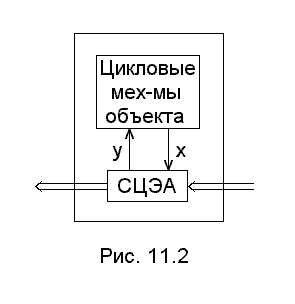 Цикловые
мех-мы
объекта
y x
СЦЭА
Рис. 11.2